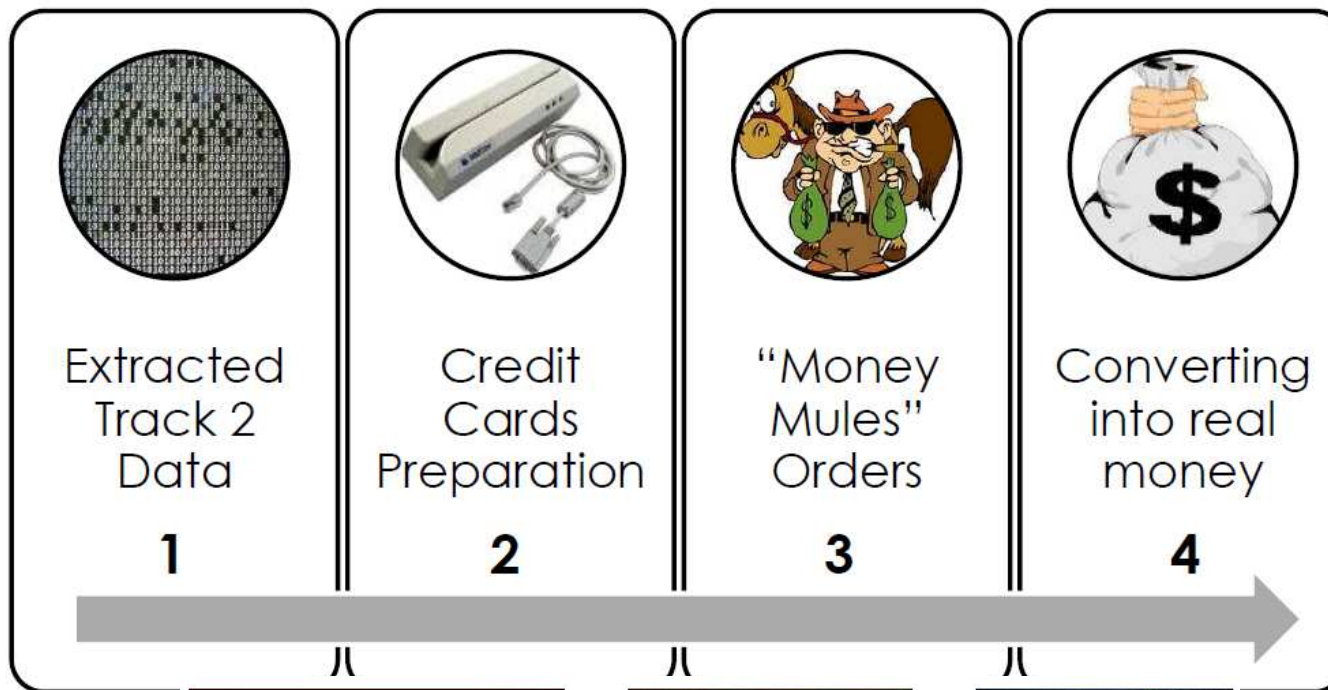 Extracted
Track 2
Data
1
Credit
Cards
Preparation
2
“Money
Mules”
Orders
3
Converting
into real
money
4
$
$
$